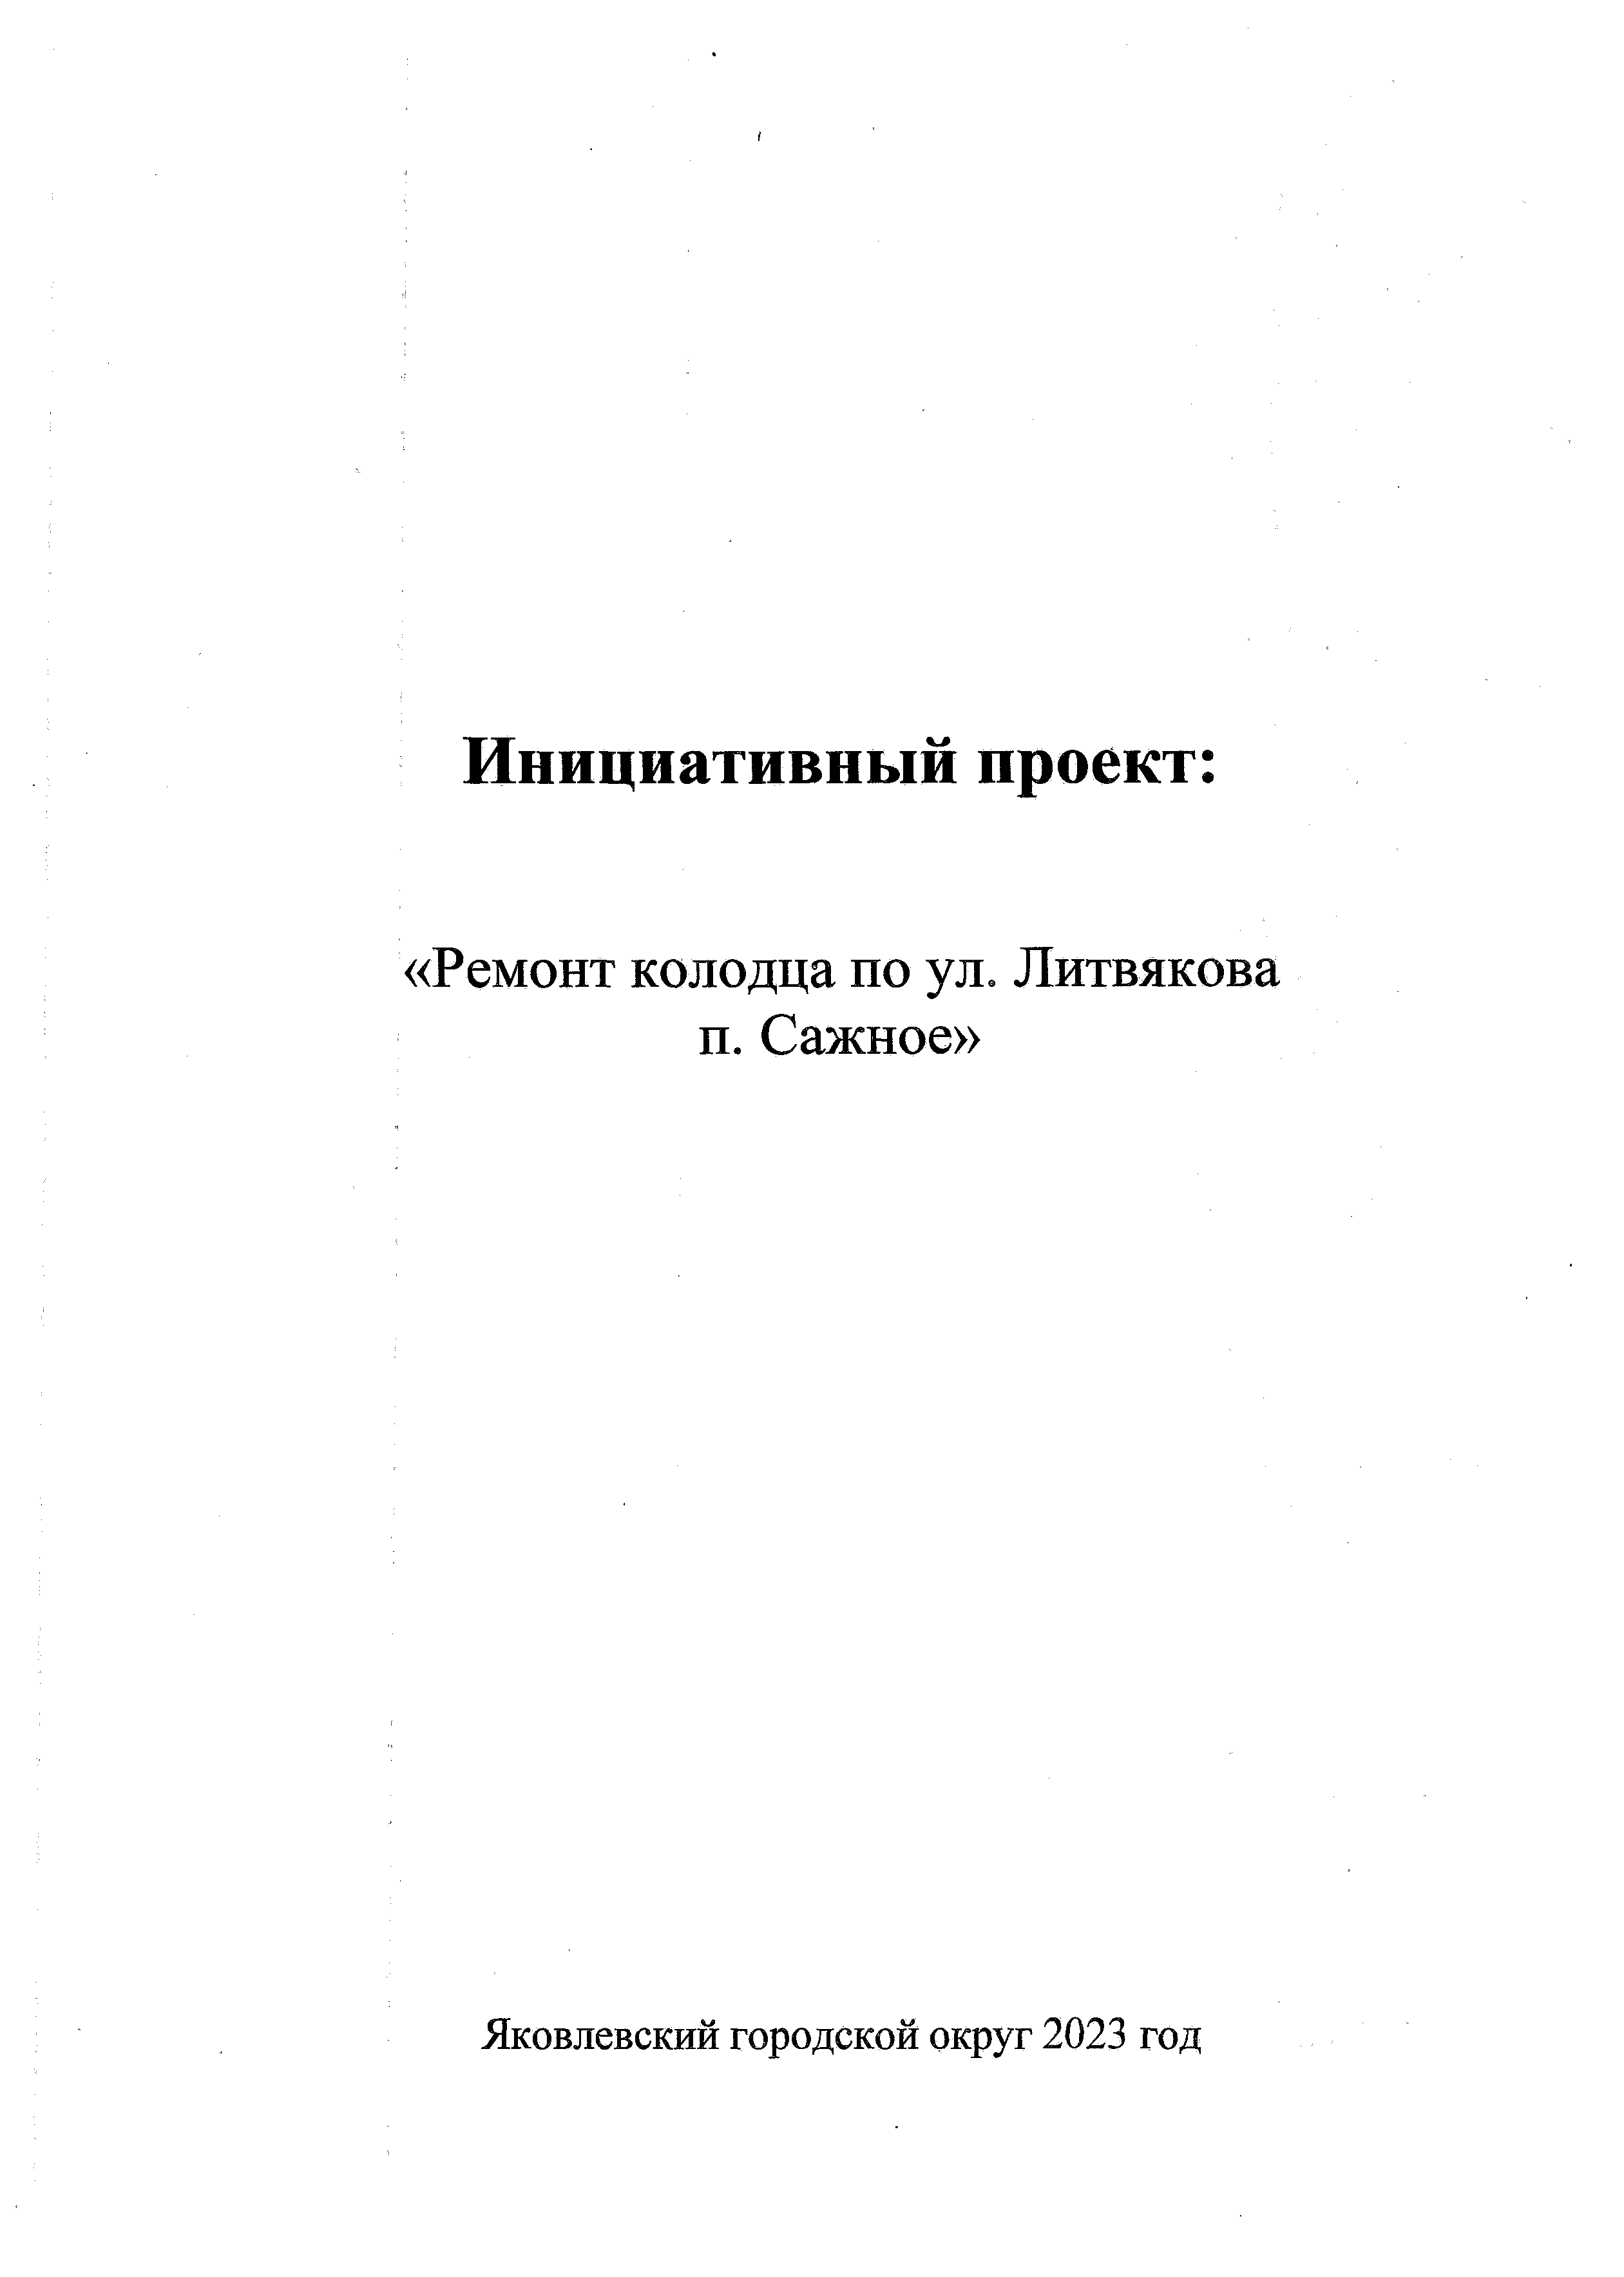 Инициативный проект:
«Ремонт колодца по ул. Литвякова
п. Сажное»
Яковлевский городской округ 2023 год